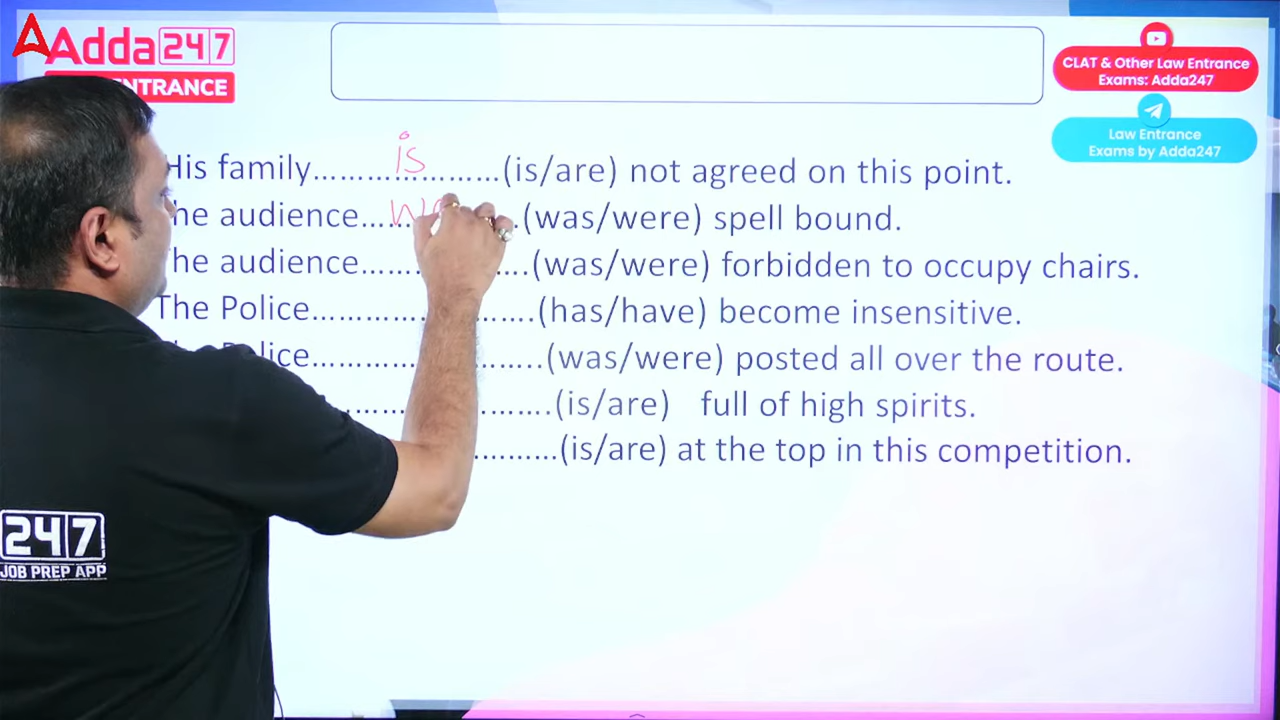 Adda247
ENTRANCE
CLAT & Other Law Entrance
Exams: Adda247
Law Entrance
Exams by Adda247
His family………is…………(is/are) not agreed on this point.
The audience…… .(was/were) spell bound.
The audience…… ….(was/were) forbidden to occupy chairs.
The Police…………………….(has/have) become insensitive.
Police……………………..(was/were) posted all over the route.
…………………….(is/are) full of high spirits.
……….(is/are) at the top in this competition.
247
JOB PREP APP